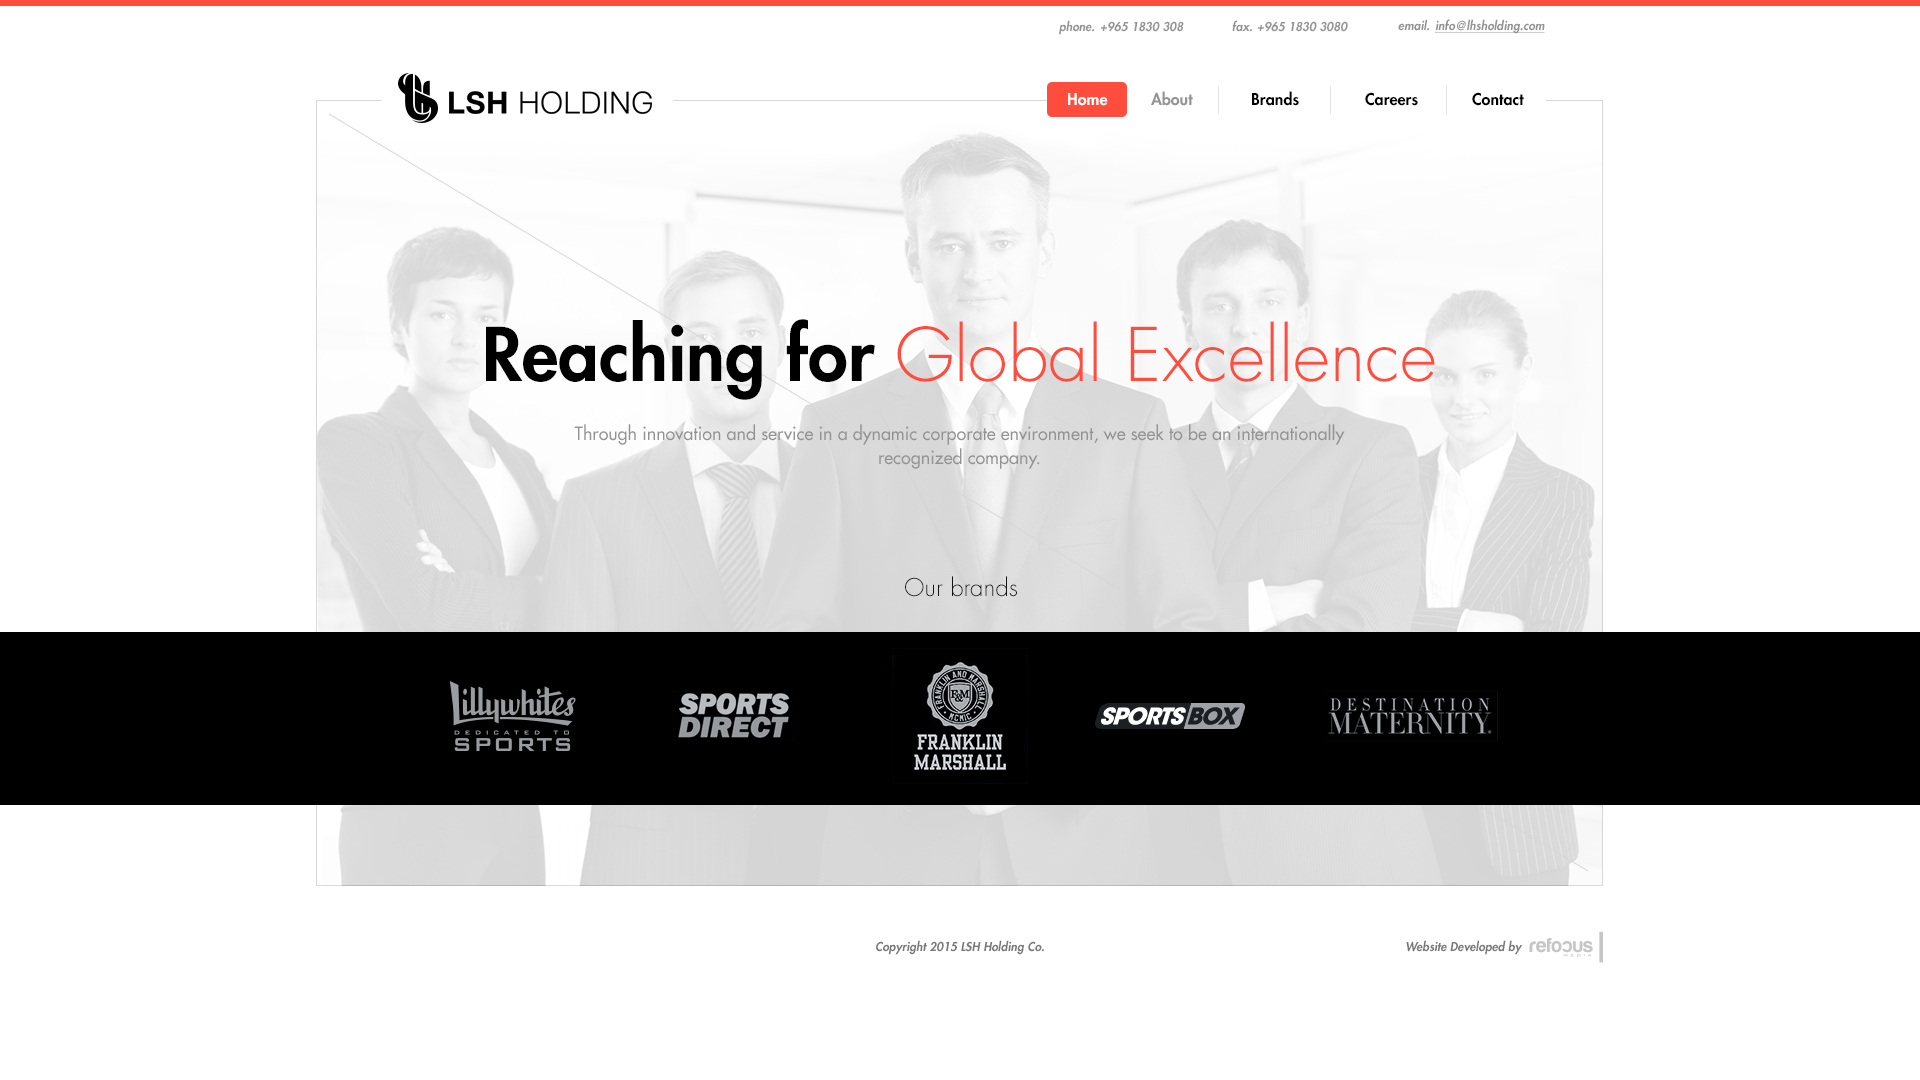 phone. +965 1830 308
fax. +965 1830 3080
email. info@lhsholding.com
LSH HOLDING
Home
About
Brands
Careers
Contact
Reaching for Global Excellence
Through innovation and service in a dynamic corporate environment, we seek to be an internationally
recognized company.
Our brands
Lillywhites
DEDICATED TO
SPORTS
SPORTS
DIRECT
FRANKLIN AND MARSHALL
F&M
MCMIC
FRANKLIN
MARSHALL
SPORTSBOX
DESTINATION
MATERNITY
Copyright 2015 LSH Holding Co.
Website Developed by refocus
MEDIA